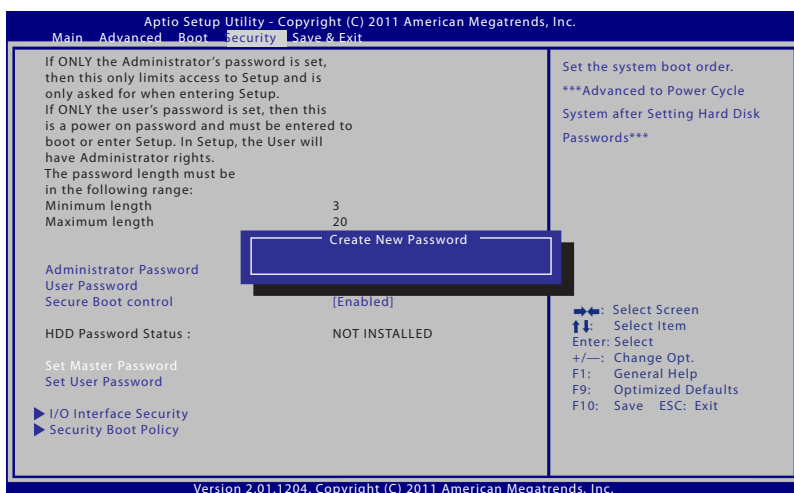 Aptio Setup Utility - Copyright (C) 2011 American Megatrends, Inc.
Main Advanced Boot Security Save & Exit
If ONLY the Administrator's password is set,
then this only limits access to Setup and is
only asked for when entering Setup.
If ONLY the user's password is set, then this
is a power on password and must be entered to
boot or enter Setup. In Setup, the User will
have Administrator rights.
The password length must be
in the following range:
Minimum length 3
Maximum length 20
Create New Password
Administrator Password
User Password
Secure Boot control [Enabled]
HDD Password Status : NOT INSTALLED
Set Master Password
Set User Password
I/O Interface Security
Security Boot Policy
Set the system boot order.
***Advanced to Power Cycle
System after Setting Hard Disk
Passwords***
→←: Select Screen
↑↓: Select Item
Enter: Select
+/—: Change Opt.
F1: General Help
F9: Optimized Defaults
F10: Save ESC: Exit
Version 2.01.1204. Copyright (C) 2011 American Megatrends, Inc.